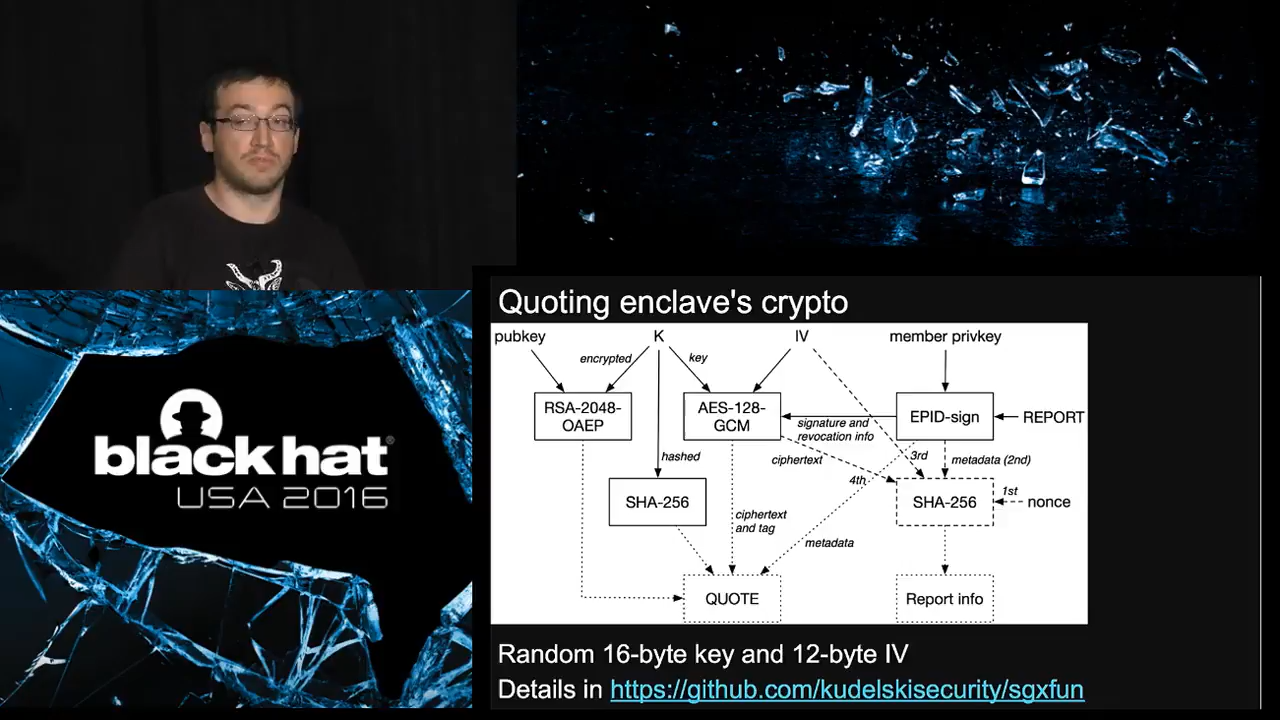 black hat®
USA 2016
Quoting enclave's crypto
pubkey
K
IV
member privkey
encrypted
key
RSA-2048-
OAEP
AES-128-
GCM
EPID-sign
REPORT
signature and
revocation info
hashed
ciphertext
3rd
metadata (2nd)
4th
SHA-256
SHA-256
1st
nonce
ciphertext
and tag
metadata
QUOTE
Report info
Random 16-byte key and 12-byte IV
Details in https://github.com/kudelskisecurity/sgxfun